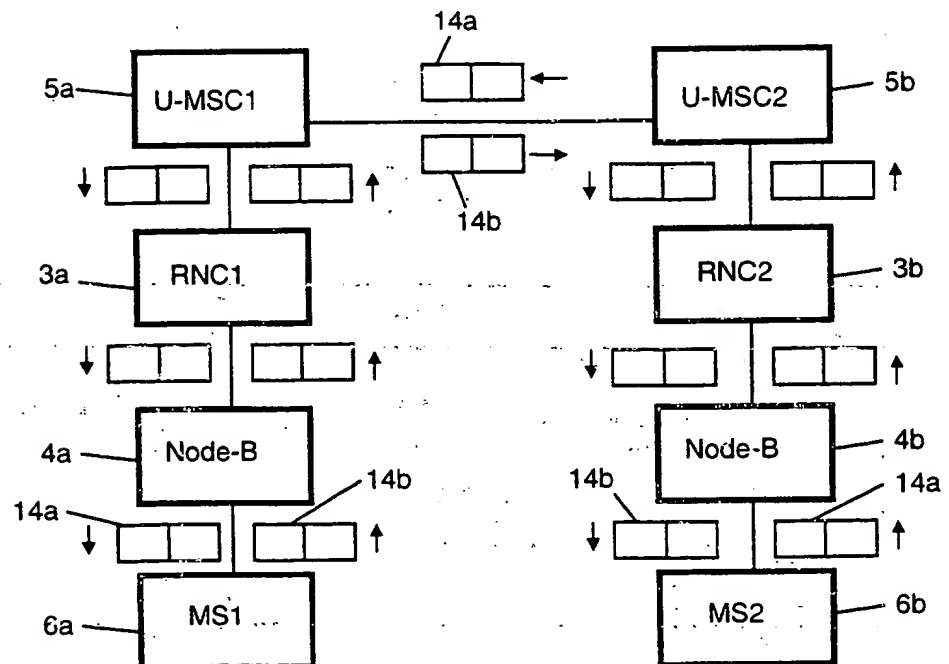 14a
5a
U-MSC1
U-MSC2
5b
14b
3a
RNC1
RNC2
3b
4a
Node-B
Node-B
4b
14a
14b
14b
14a
6a
MS1
MS2
6b